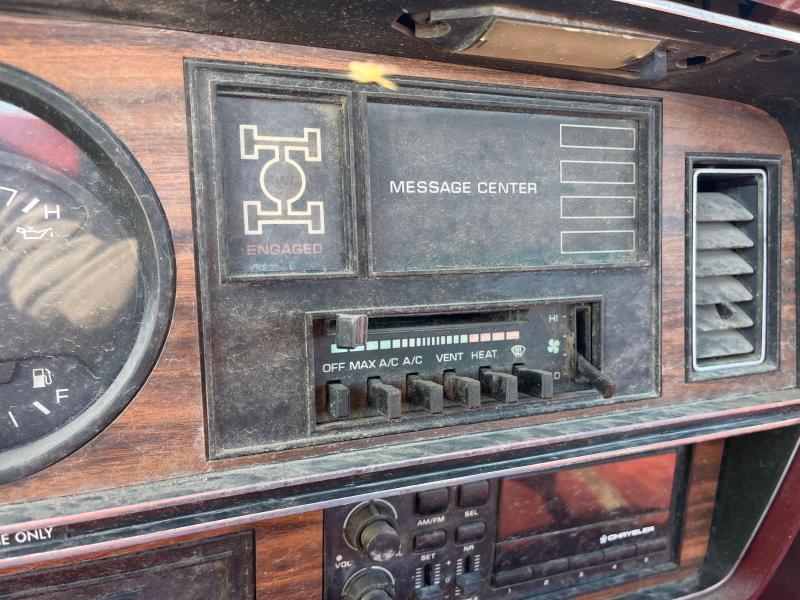 MESSAGE CENTER
ENGAGED
H
HI
OFF MAX A/C A/C VENT HEAT
F
E ONLY
AM/FM
SEL
SET
NR
VOL
CHRYSLER